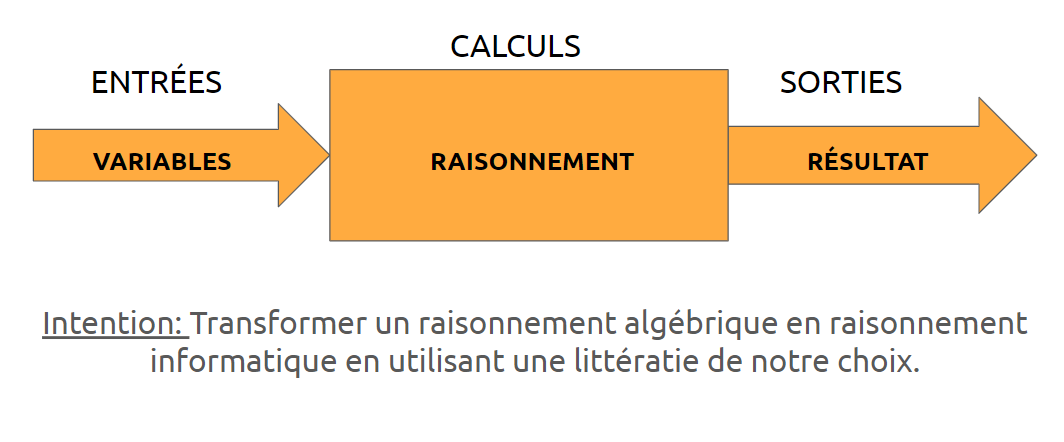 CALCULS
ENTRÉES
SORTIES
VARIABLES
RAISONNEMENT
RÉSULTAT
Intention: Transformer un raisonnement algébrique en raisonnement
informatique en utilisant une littératie de notre choix.